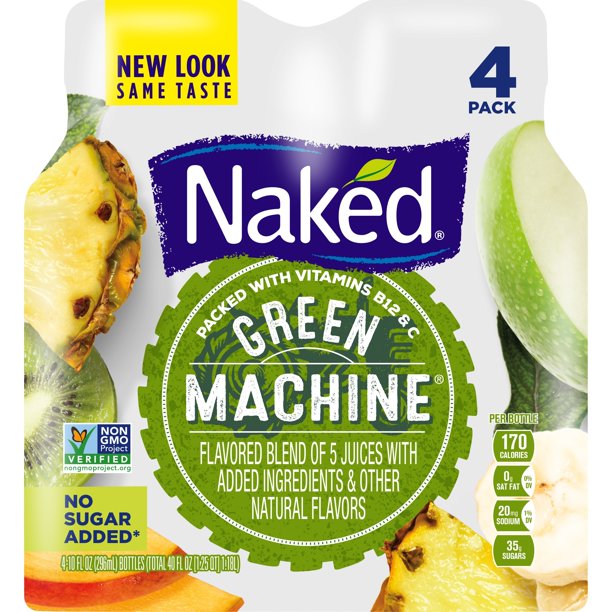 NEW LOOK
SAME TASTE
4
PACK
Naked®
PACKED WITH VITAMINS B12 & C
GREEN
MACHINE®
FLAVORED BLEND OF 5 JUICES WITH
ADDED INGREDIENTS & OTHER
NATURAL FLAVORS
NON
GMO
Project
VERIFIED
nongmoproject.org
NO
SUGAR
ADDED*
4-10 FL OZ (296mL) BOTTLES (TOTAL 40 FL OZ (1.25 QT) 1.18L)
PER BOTTLE
170
CALORIES
0g
SAT FAT
0%
DV
20mg
SODIUM
1%
DV
35g
SUGARS